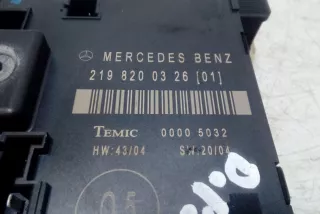 MERCEDES BENZ
219 820 03 26 [01]
TEMIC 0000 5032
HW:43/04 SW:20/04